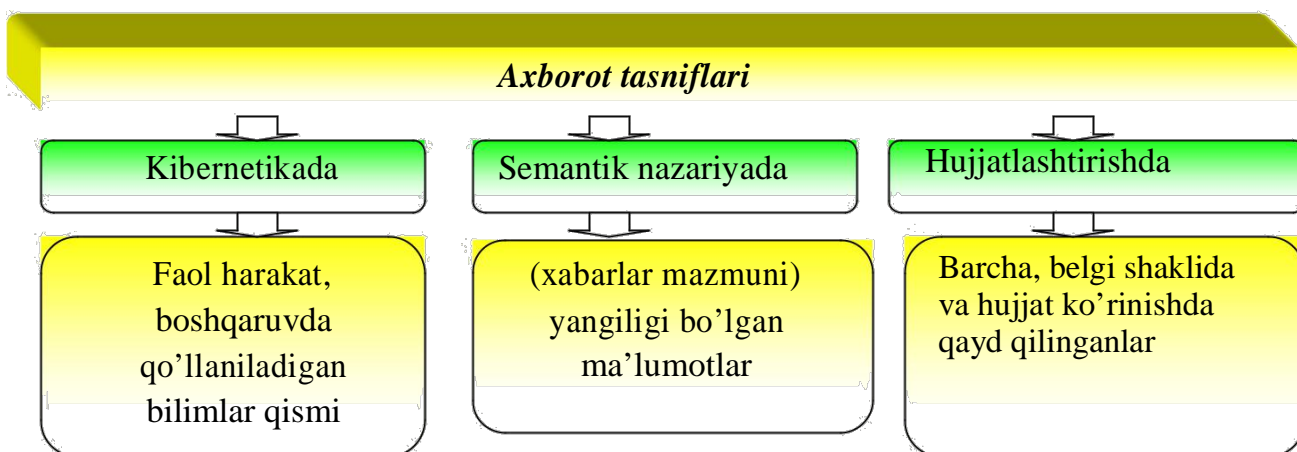 Axborot tasniflari
Kibernetikada
Semantik nazariyada
Hujjatlashtirishda
Faol harakat,
boshqaruvda
qo’llaniladigan
bilimlar qismi
(xabarlar mazmuni)
yangiligi bo’lgan
ma’lumotlar
Barcha, belgi shaklida
va hujjat ko’rinishda
qayd qilinganlar